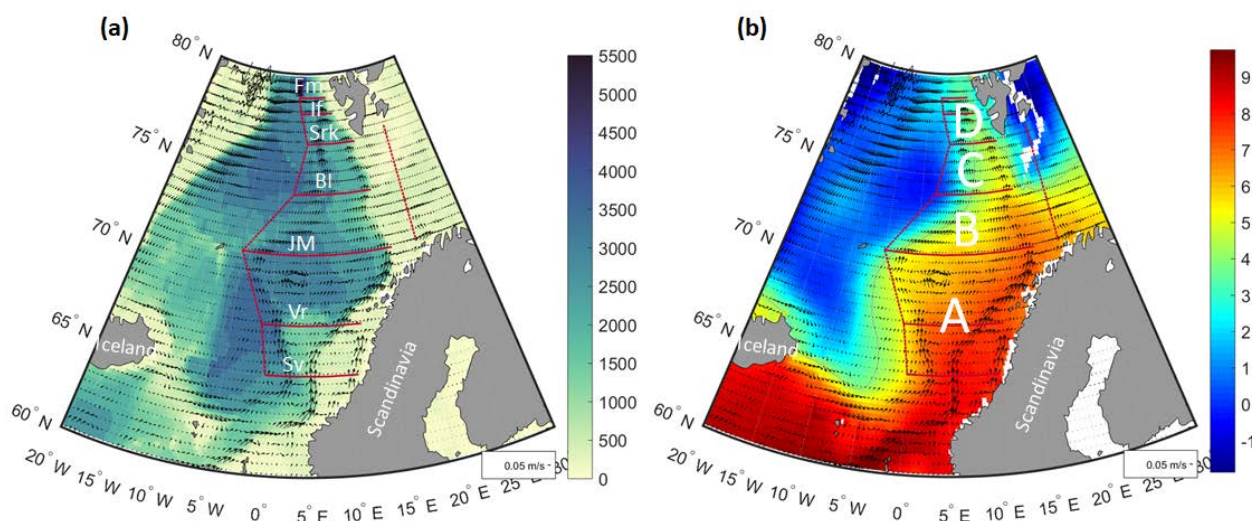 (a)
80° N
75° N
70° N
65° N
60° N
20° W
15° W
10° W
5° W
0°
5° E
10° E
15° E
20° E
25° E
Fm
If
Srk
Bl
JM
Vr
Sv
Iceland
Scandinavia
0.05 m/s
5500
5000
4500
4000
3500
3000
2500
2000
1500
1000
500
0
(b)
80° N
75° N
70° N
65° N
60° N
20° W
15° W
10° W
5° W
0°
5° E
10° E
15° E
20° E
D
C
B
A
Iceland
Scandinavia
0.05 m/s
9
8
7
6
5
4
3
2
1
0
-1